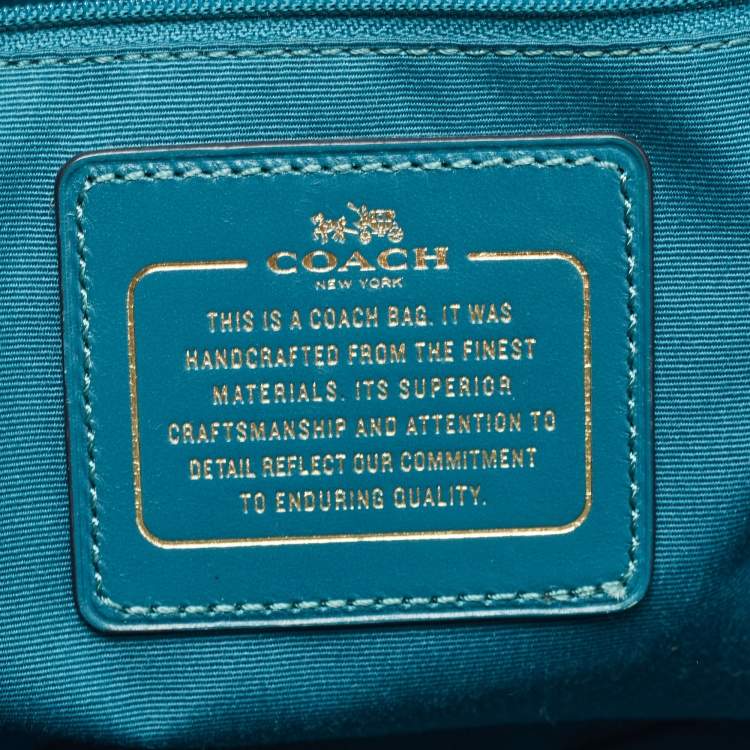 COACH
NEW YORK
THIS IS A COACH BAG. IT WAS
HANDCRAFTED FROM THE FINEST
MATERIALS. ITS SUPERIOR
CRAFTSMANSHIP AND ATTENTION TO
DETAIL REFLECT OUR COMMITMENT
TO ENDURING QUALITY.